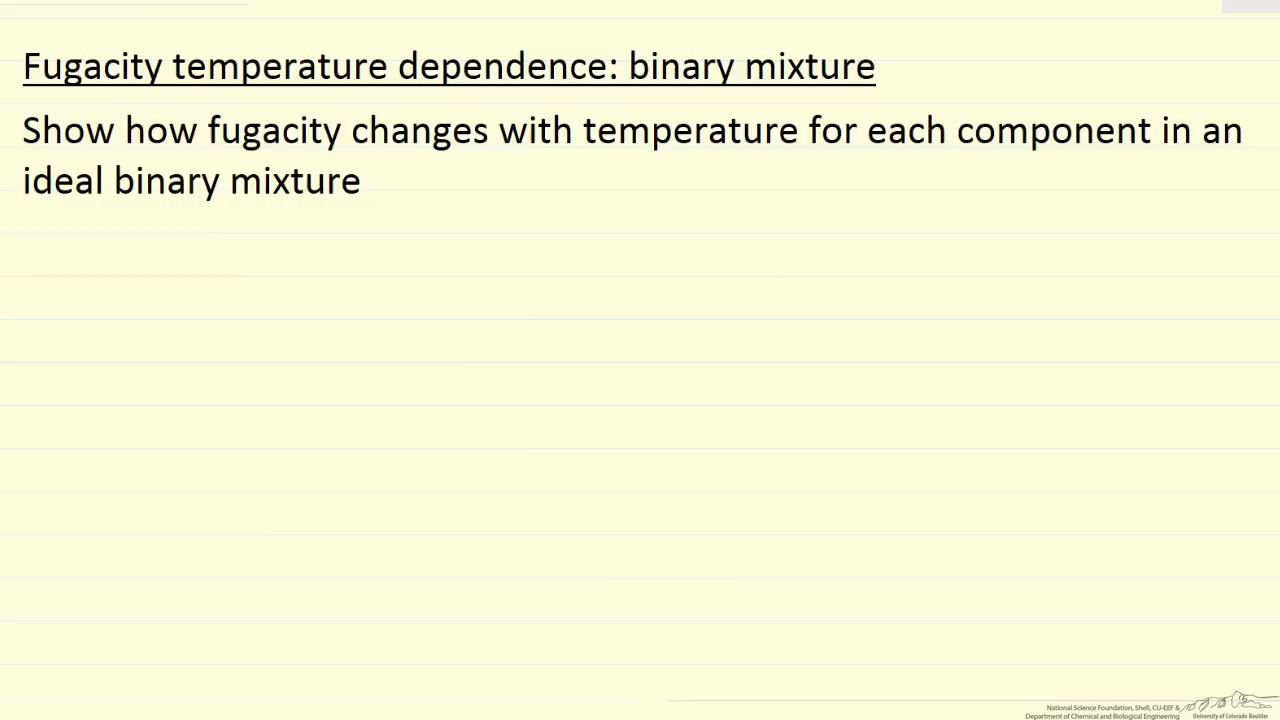 Fugacity temperature dependence: binary mixture
Show how fugacity changes with temperature for each component in an
ideal binary mixture
National Science Foundation, Shell, CU-EEF &
Department of Chemical and Biological Engineering
University of Colorado Boulder